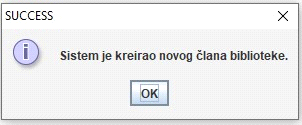 SUCCESS
Sistem je kreirao novog člana biblioteke.
OK